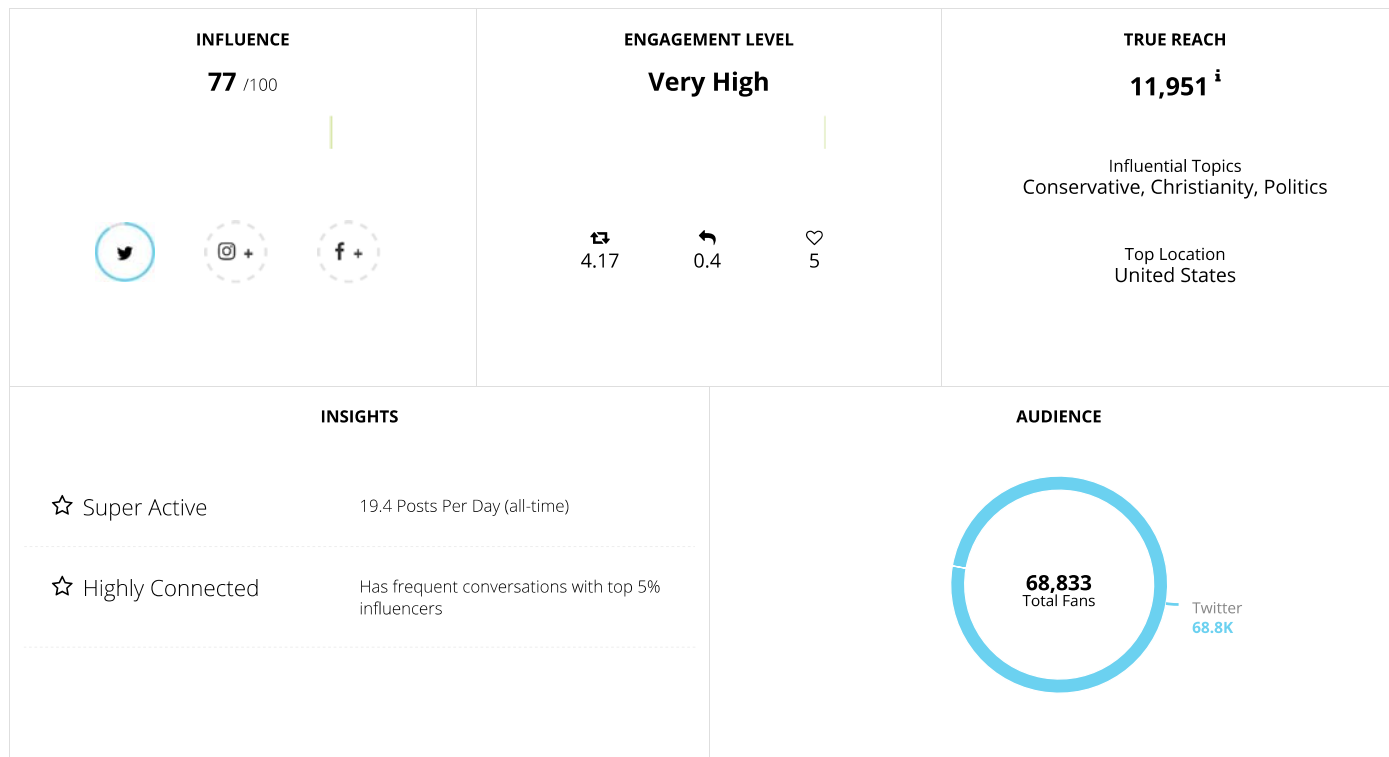 INFLUENCE
77 /100
+
+
ENGAGEMENT LEVEL
Very High
4.17
0.4
5
TRUE REACH
11,951 i
Influential Topics
Conservative, Christianity, Politics
Top Location
United States
INSIGHTS
Super Active
19.4 Posts Per Day (all-time)
Highly Connected
Has frequent conversations with top 5%
influencers
AUDIENCE
68,833
Total Fans
Twitter
68.8K